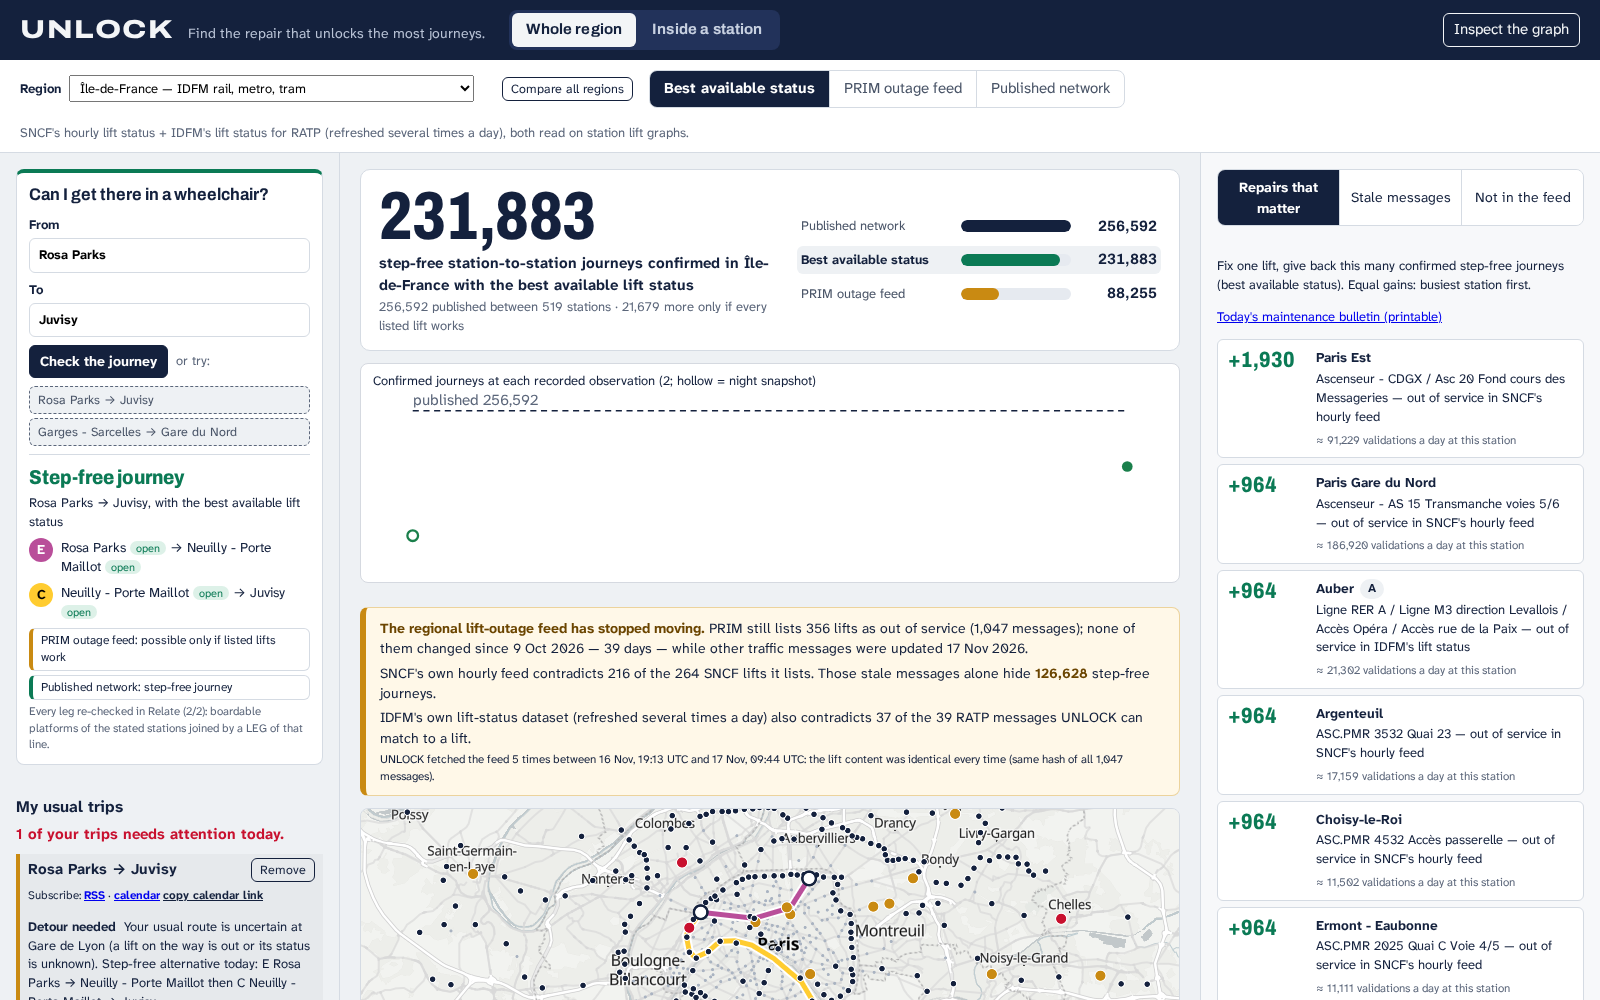 UNLOCK
Find the repair that unlocks the most journeys.
Whole region
Inside a station
Inspect the graph
Region
Île-de-France — IDFM rail, metro, tram
Compare all regions
Best available status
PRIM outage feed
Published network
SNCF's hourly lift status + IDFM's lift status for RATP (refreshed several times a day), both read on station lift graphs.
Can I get there in a wheelchair?
From
Rosa Parks
To
Juvisy
Check the journey
or try:
Rosa Parks → Juvisy
Garges - Sarcelles → Gare du Nord
Step-free journey
Rosa Parks → Juvisy, with the best available lift
status
E
Rosa Parks open → Neuilly - Porte
Maillot open
C
Neuilly - Porte Maillot open → Juvisy
open
PRIM outage feed: possible only if listed lifts
work
Published network: step-free journey
Every leg re-checked in Relate (2/2): boardable
platforms of the stated stations joined by a LEG of that
line.
My usual trips
1 of your trips needs attention today.
Rosa Parks → Juvisy
Remove
Subscribe: RSS · calendar copy calendar link
Detour needed Your usual route is uncertain at
Gare de Lyon (a lift on the way is out or its status
is unknown). Step-free alternative today: E Rosa
Parks → Neuilly - Porte Maillot then C Neuilly -
Porte Maillot → Juvisy
231,883
step-free station-to-station journeys confirmed in Île-
de-France with the best available lift status
256,592 published between 519 stations · 21,679 more only if every
listed lift works
Published network 256,592
Best available status 231,883
PRIM outage feed 88,255
Confirmed journeys at each recorded observation (2; hollow = night snapshot)
published 256,592
The regional lift-outage feed has stopped moving. PRIM still lists 356 lifts as out of service (1,047 messages); none of
them changed since 9 Oct 2026 — 39 days — while other traffic messages were updated 17 Nov 2026.
SNCF's own hourly feed contradicts 216 of the 264 SNCF lifts it lists. Those stale messages alone hide 126,628 step-free
journeys.
IDFM's own lift-status dataset (refreshed several times a day) also contradicts 37 of the 39 RATP messages UNLOCK can
match to a lift.
UNLOCK fetched the feed 5 times between 16 Nov, 19:13 UTC and 17 Nov, 09:44 UTC: the lift content was identical every time (same hash of all 1,047
messages).
Poissy
Colombes
Aubervilliers
Drancy
Livry-Gargan
Saint-Germain-
en-Laye
Bondy
Nanterre
Chelles
Paris
Montreuil
Boulogne-
Billancourt
Noisy-le-Grand
Repairs that
matter
Stale messages
Not in the feed
Fix one lift, give back this many confirmed step-free journeys
(best available status). Equal gains: busiest station first.
Today's maintenance bulletin (printable)
+1,930
Paris Est
Ascenseur - CDGX / Asc 20 Fond cours des
Messageries — out of service in SNCF's
hourly feed
≈ 91,229 validations a day at this station
+964
Paris Gare du Nord
Ascenseur - AS 15 Transmanche voies 5/6
— out of service in SNCF's hourly feed
≈ 186,920 validations a day at this station
+964
Auber A
Ligne RER A / Ligne M3 direction Levallois /
Accès Opéra / Accès rue de la Paix — out of
service in IDFM's lift status
≈ 21,302 validations a day at this station
+964
Argenteuil
ASC.PMR 3532 Quai 23 — out of service in
SNCF's hourly feed
≈ 17,159 validations a day at this station
+964
Choisy-le-Roi
ASC.PMR 4532 Accès passerelle — out of
service in SNCF's hourly feed
≈ 11,502 validations a day at this station
+964
Ermont - Eaubonne
ASC.PMR 2025 Quai C Voie 4/5 — out of
service in SNCF's hourly feed
≈ 11,111 validations a day at this station